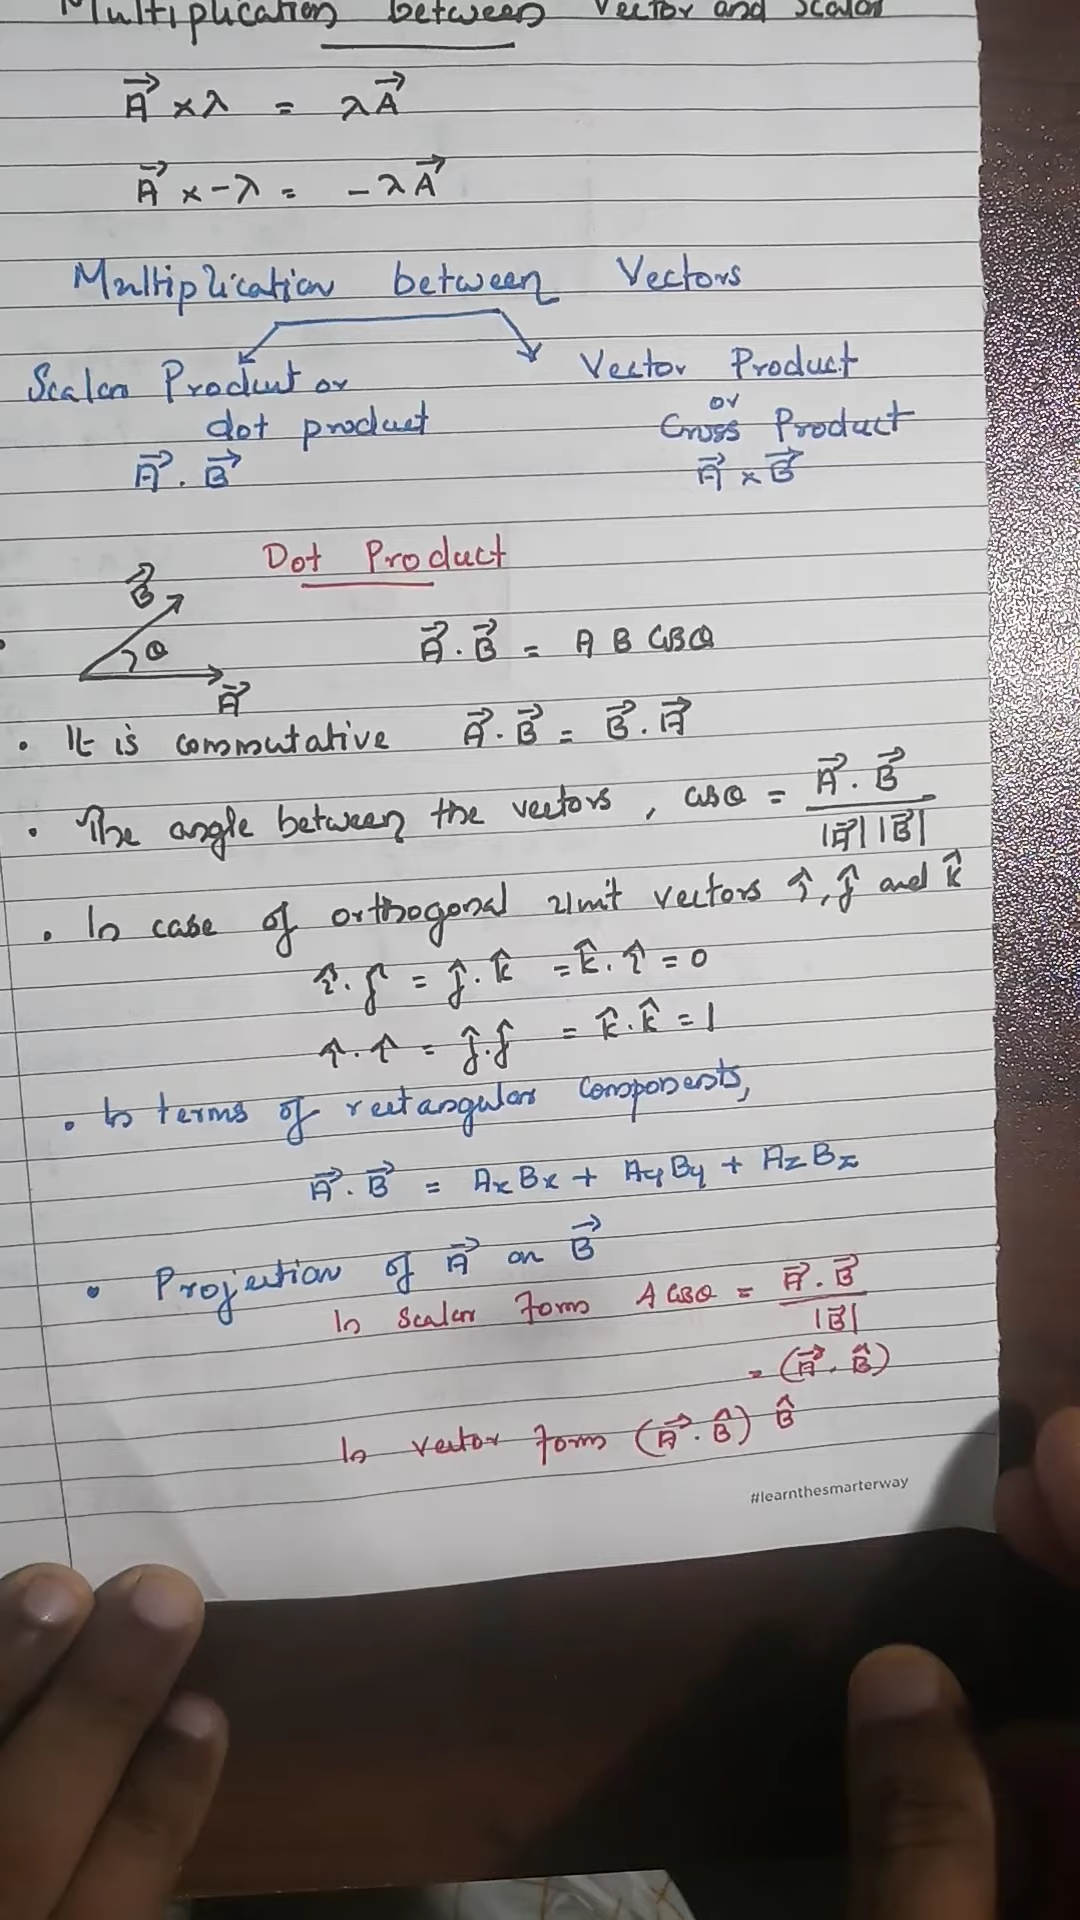 Multiplication between Vector and Scalar
A⃗ × λ = λA⃗
A⃗ × -λ = -λA⃗
Multiplication between Vectors
Scalar Product or
dot product
A⃗ . B⃗
Vector Product
or
Cross Product
A⃗ × B⃗
Dot Product
B⃗
θ
A⃗
A⃗ . B⃗ = A B cosθ
• It is commutative A⃗ . B⃗ = B⃗ . A⃗
• The angle between the vectors, cosθ = A⃗ . B⃗ / |A⃗| |B⃗|
• In case of orthogonal unit vectors î, ĵ and k̂
î . ĵ = ĵ . k̂ = k̂ . î = 0
î . î = ĵ . ĵ = k̂ . k̂ = 1
• In terms of rectangular components,
A⃗ . B⃗ = AxBx + AyBy + AzBz
• Projection of A⃗ on B⃗
In scalar form A cosθ = A⃗ . B⃗ / |B⃗|
= (A⃗ . B̂)
In vector form (A⃗ . B̂) B̂
#learnthesmarterway